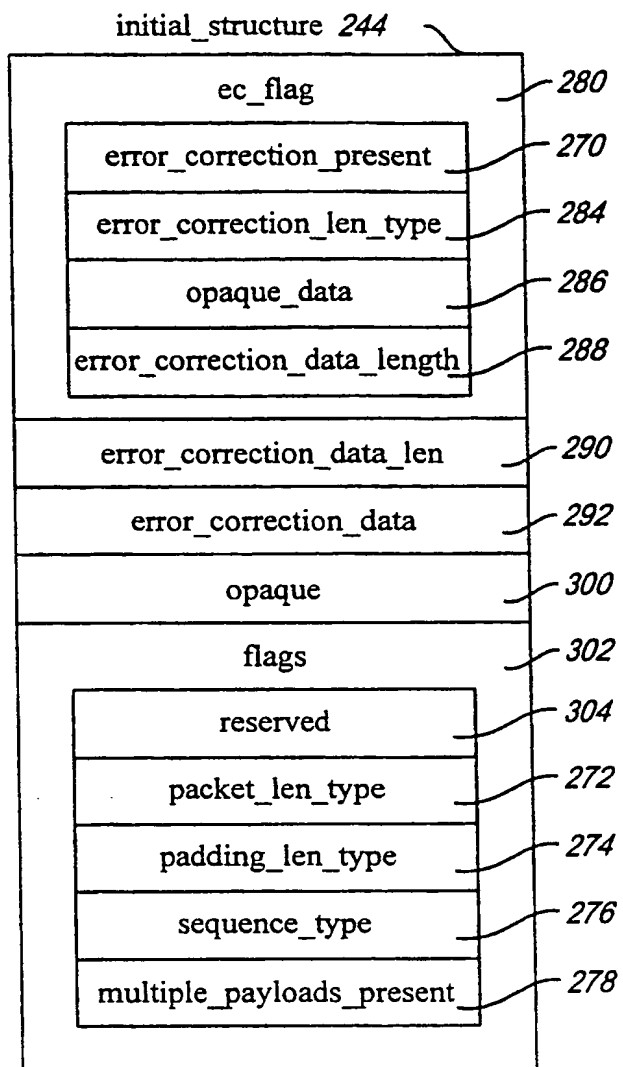 initial_structure 244
ec_flag 280
error_correction_present 270
error_correction_len_type 284
opaque_data 286
error_correction_data_length 288
error_correction_data_len 290
error_correction_data 292
opaque 300
flags 302
reserved 304
packet_len_type 272
padding_len_type 274
sequence_type 276
multiple_payloads_present 278